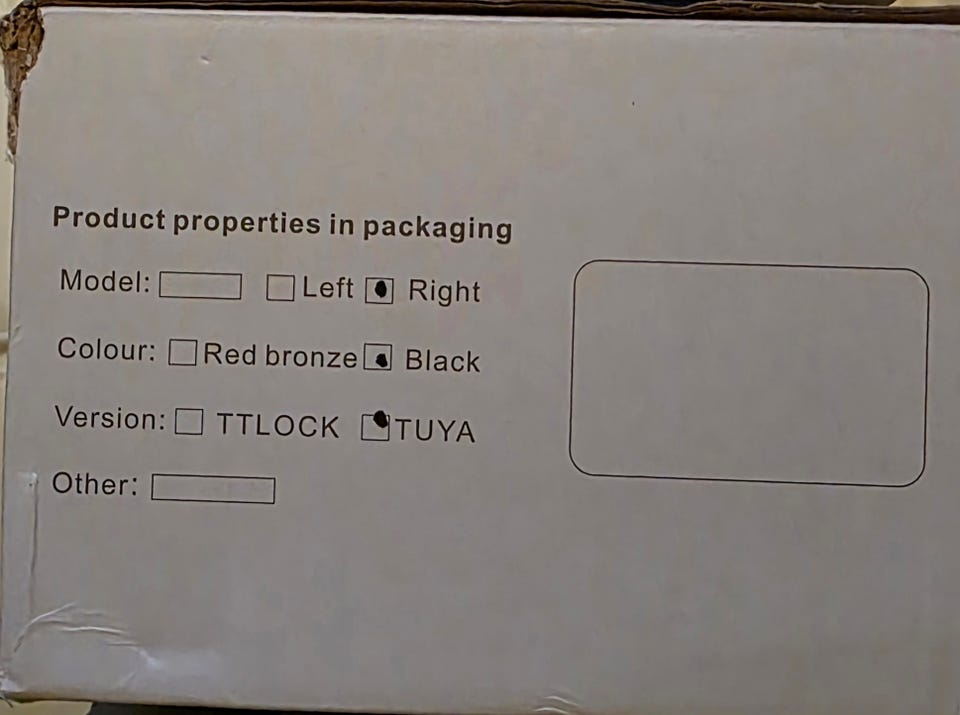 Product properties in packaging
Model: Left Right
Colour: Red bronze Black
Version: TTLOCK TUYA
Other: